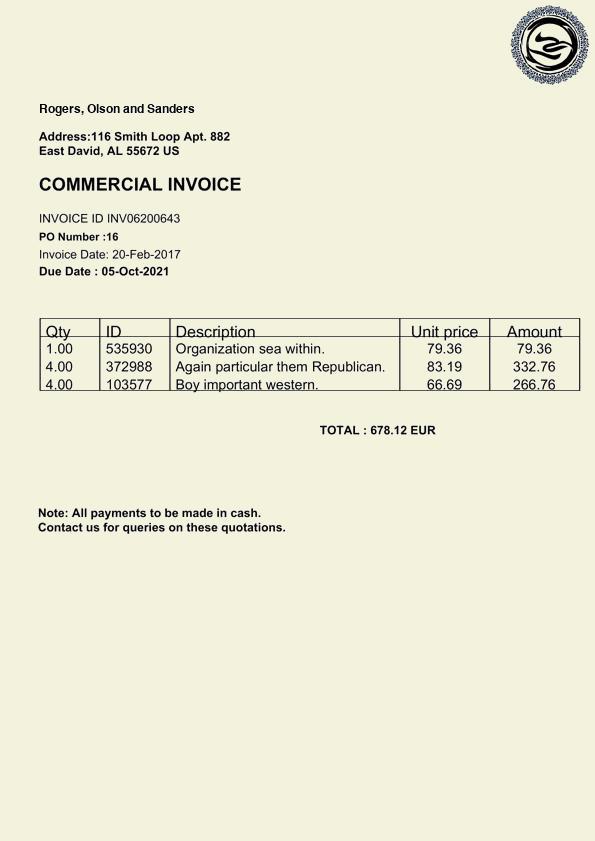 Rogers, Olson and Sanders
Address:116 Smith Loop Apt. 882
East David, AL 55672 US
COMMERCIAL INVOICE
INVOICE ID INV06200643
PO Number :16
Invoice Date: 20-Feb-2017
Due Date : 05-Oct-2021
Qty ID Description Unit price Amount
1.00 535930 Organization sea within. 79.36 79.36
4.00 372988 Again particular them Republican. 83.19 332.76
4.00 103577 Boy important western. 66.69 266.76
TOTAL : 678.12 EUR
Note: All payments to be made in cash.
Contact us for queries on these quotations.